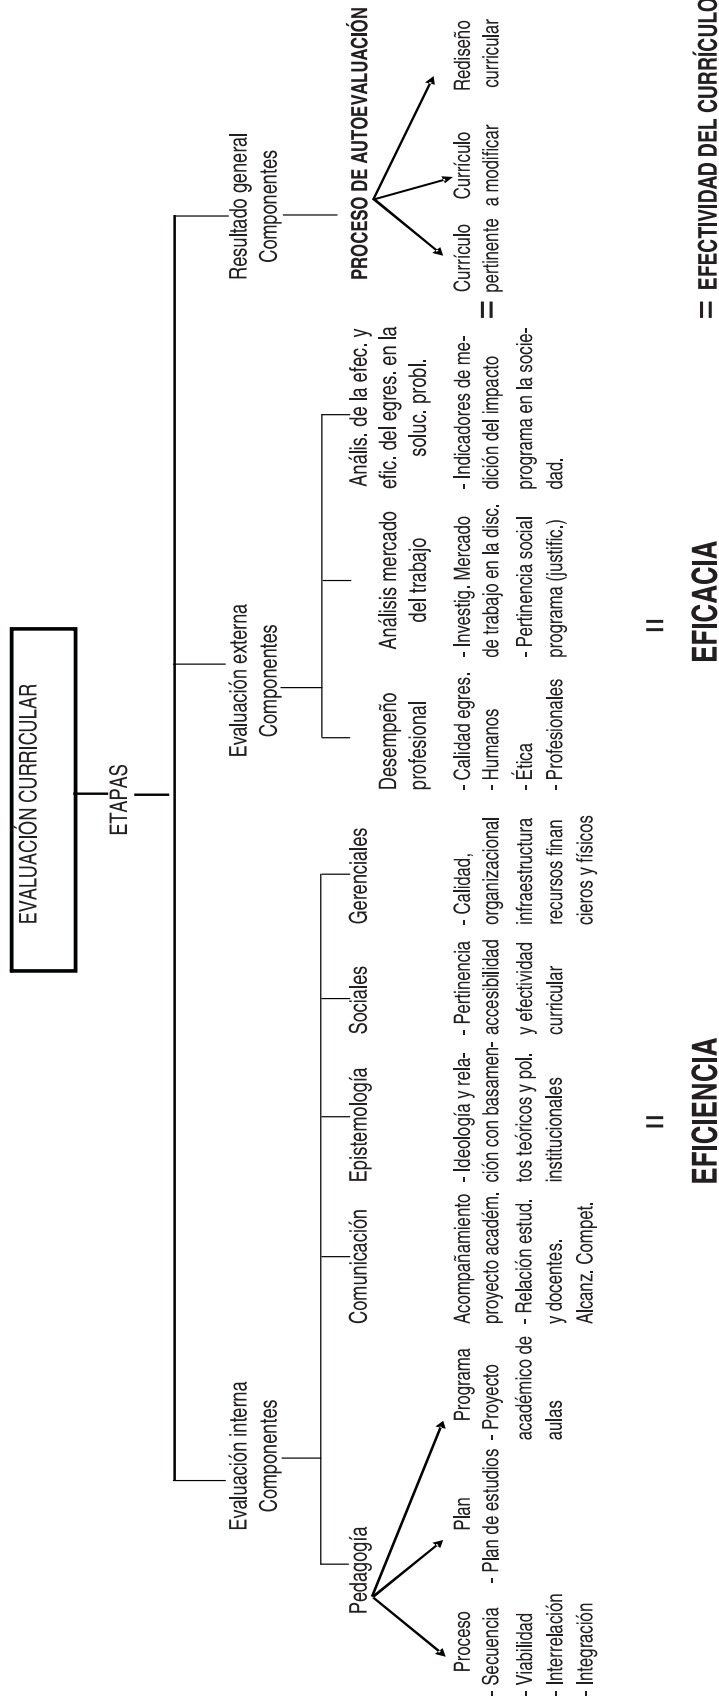 EVALUACIÓN CURRICULAR
ETAPAS
Evaluación interna
Componentes
Pedagogía
Proceso
- Secuencia
- Viabilidad
- Interrelación
- Integración
Plan
- Plan de estudios
Programa
- Proyecto
académico de
aulas
Comunicación
Acompañamiento
proyecto académ.
- Relación estud.
y docentes.
Alcanz. Compet.
Epistemología
- Ideología y rela-
ción con basamen-
tos teóricos y pol.
institucionales
Sociales
- Pertinencia
accesibilidad
y efectividad
curricular
Gerenciales
- Calidad,
organizacional
infraestructura
recursos finan
cieros y físicos
=
EFICIENCIA
Evaluación externa
Componentes
Desempeño
profesional
- Calidad egres.
- Humanos
- Ética
- Profesionales
Análisis mercado
del trabajo
- Investig. Mercado
de trabajo en la disc.
- Pertinencia social
programa (justific.)
Anális. de la efec. y
efic. del egres. en la
soluc. probl.
- Indicadores de me-
dición del impacto
programa en la socie-
dad.
=
EFICACIA
Resultado general
Componentes
PROCESO DE AUTOEVALUACIÓN
=
Currículo
pertinente
Currículo
a modificar
Rediseño
curricular
= EFECTIVIDAD DEL CURRÍCULO